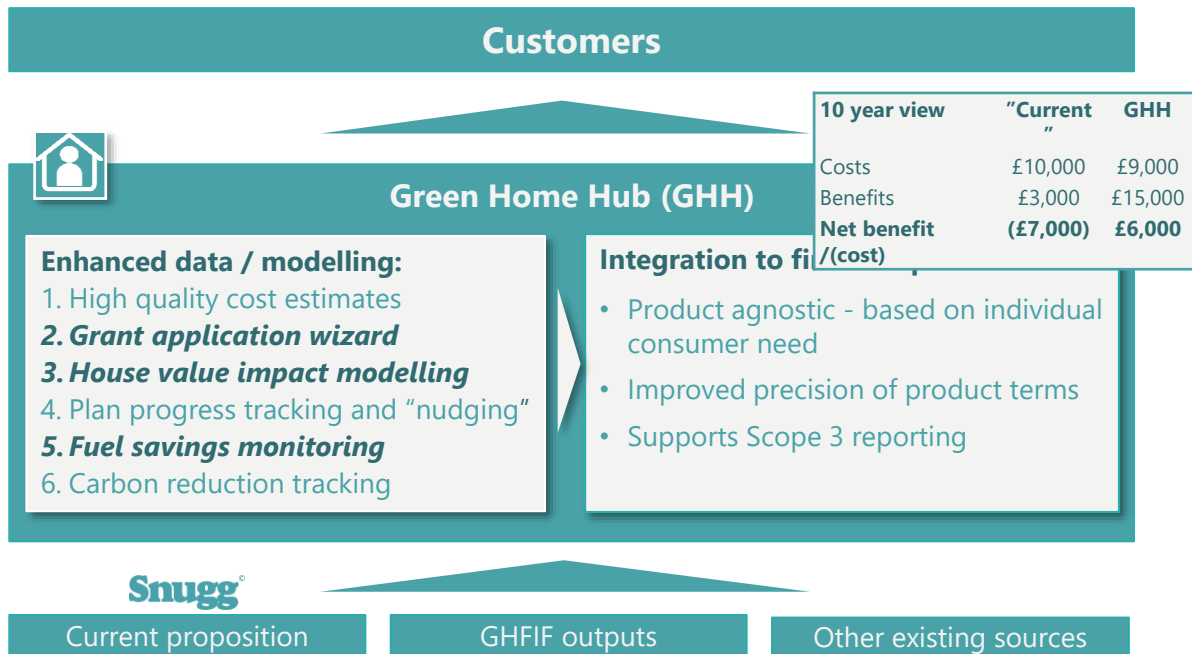 Customers
10 year view "Current GHH
"
Costs £10,000 £9,000
Benefits £3,000 £15,000
Net benefit (£7,000) £6,000
/(cost)
Green Home Hub (GHH)
Enhanced data / modelling:
1. High quality cost estimates
2. Grant application wizard
3. House value impact modelling
4. Plan progress tracking and “nudging”
5. Fuel savings monitoring
6. Carbon reduction tracking
Integration to
• Product agnostic - based on individual
consumer need
• Improved precision of product terms
• Supports Scope 3 reporting
Snugg©
Current proposition
GHFIF outputs
Other existing sources